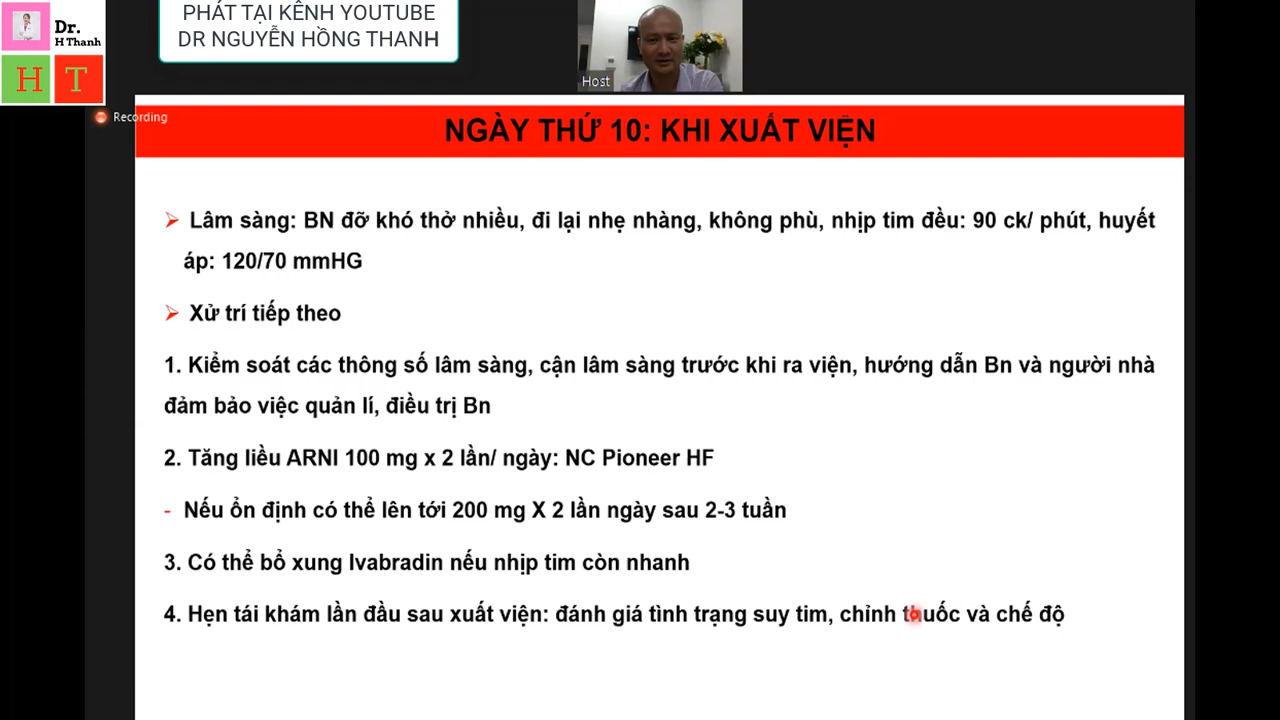 Dr.
H Thanh
H T
PHÁT TẠI KÊNH YOUTUBE
DR NGUYỄN HỒNG THANH
Host
Recording
NGÀY THỨ 10: KHI XUẤT VIỆN
➢ Lâm sàng: BN đỡ khó thở nhiều, đi lại nhẹ nhàng, không phù, nhịp tim đều: 90 ck/ phút, huyết
áp: 120/70 mmHG
➢ Xử trí tiếp theo
1. Kiểm soát các thông số lâm sàng, cận lâm sàng trước khi ra viện, hướng dẫn Bn và người nhà
đảm bảo việc quản lí, điều trị Bn
2. Tăng liều ARNI 100 mg x 2 lần/ ngày: NC Pioneer HF
- Nếu ổn định có thể lên tới 200 mg X 2 lần ngày sau 2-3 tuần
3. Có thể bổ xung Ivabradin nếu nhịp tim còn nhanh
4. Hẹn tái khám lần đầu sau xuất viện: đánh giá tình trạng suy tim, chỉnh thuốc và chế độ